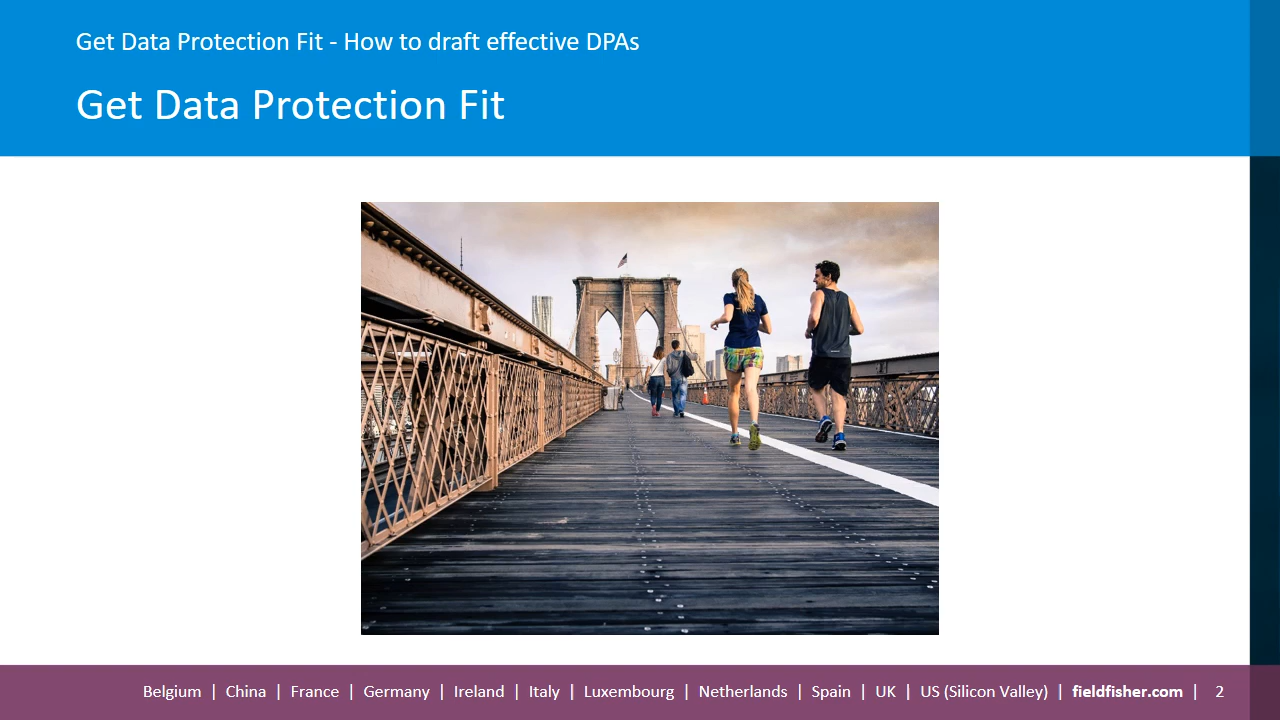 Get Data Protection Fit - How to draft effective DPAs
Get Data Protection Fit
Belgium | China | France | Germany | Ireland | Italy | Luxembourg | Netherlands | Spain | UK | US (Silicon Valley) | fieldfisher.com | 2